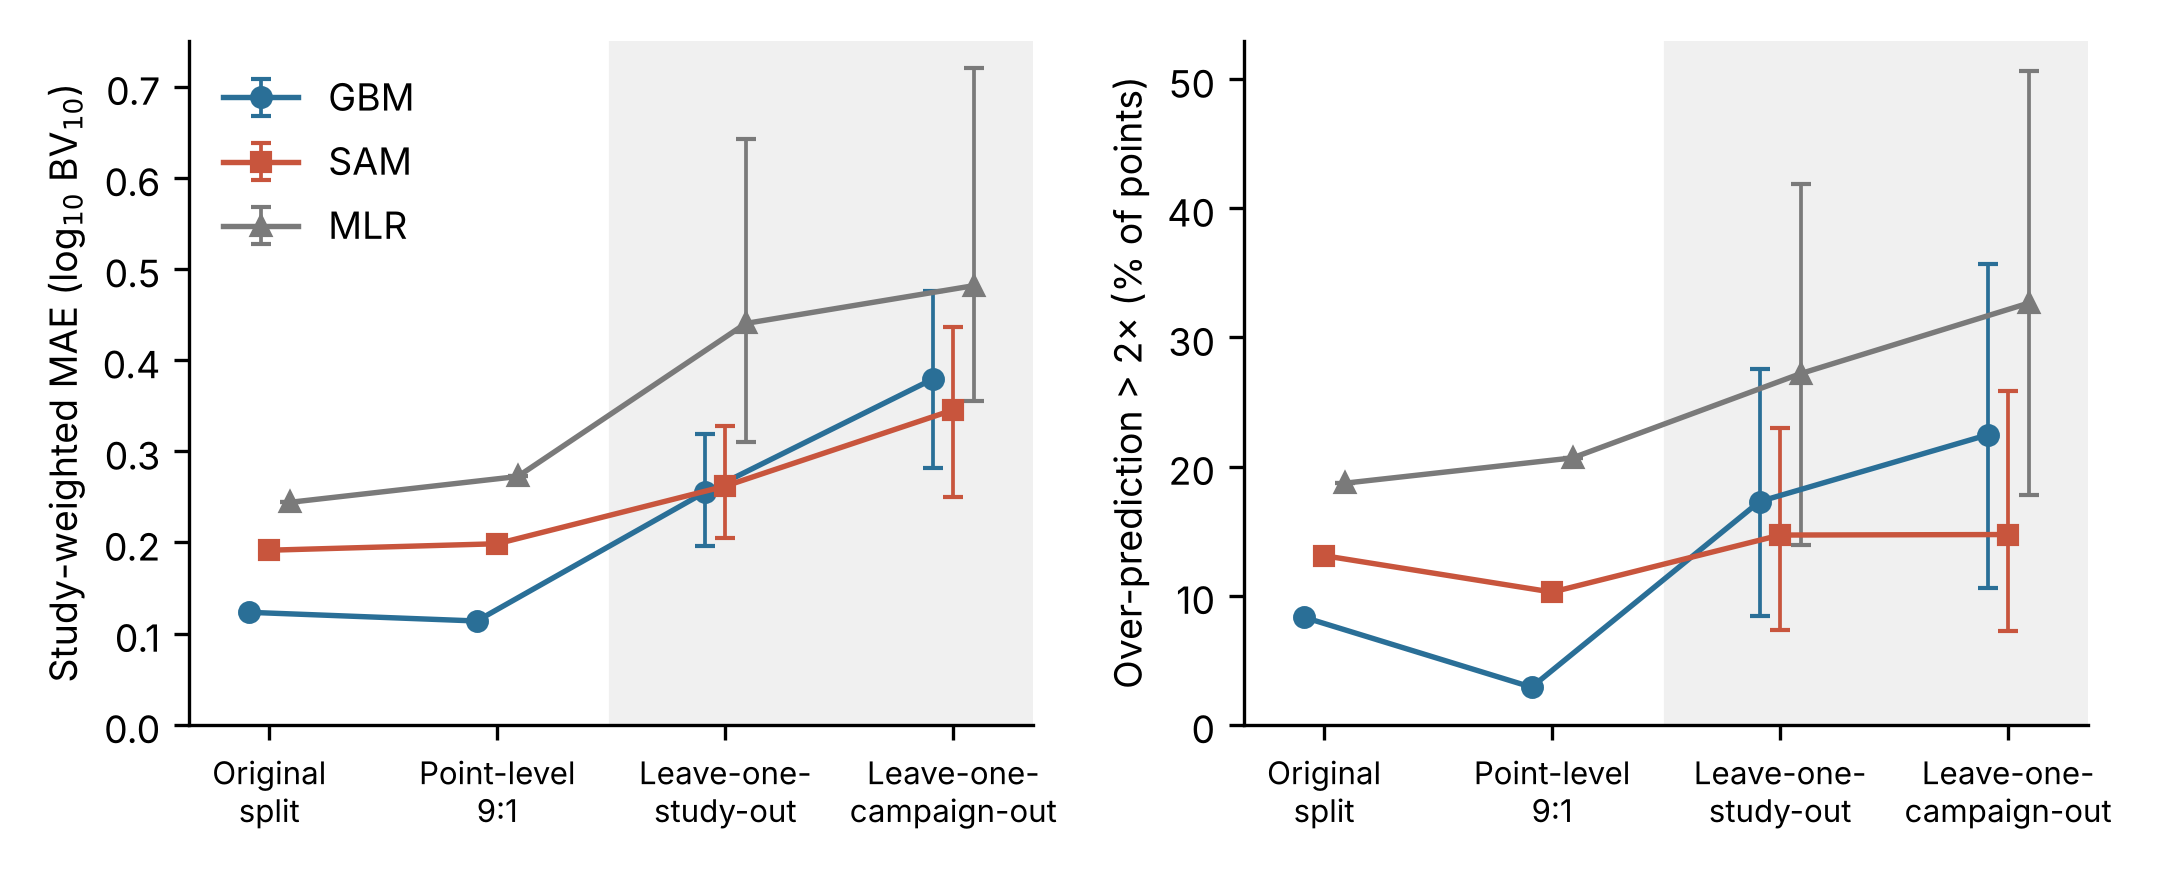 Study-weighted MAE (log₁₀ BV₁₀)
0.7
0.6
0.5
0.4
0.3
0.2
0.1
0.0
GBM
SAM
MLR
Original
split
Point-level
9:1
Leave-one-
study-out
Leave-one-
campaign-out
Over-prediction > 2× (% of points)
50
40
30
20
10
0
Original
split
Point-level
9:1
Leave-one-
study-out
Leave-one-
campaign-out